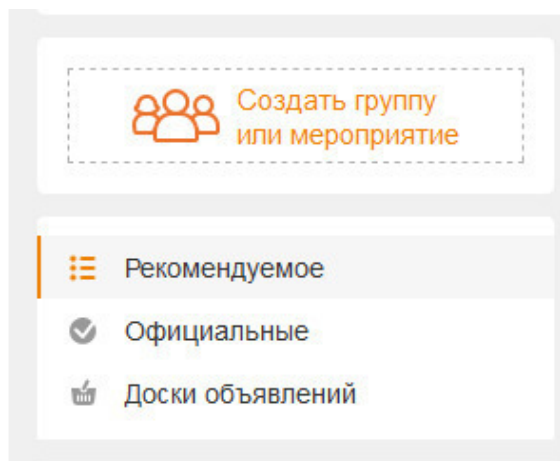 Создать группу
или мероприятие
Рекомендуемое
Официальные
Доски объявлений